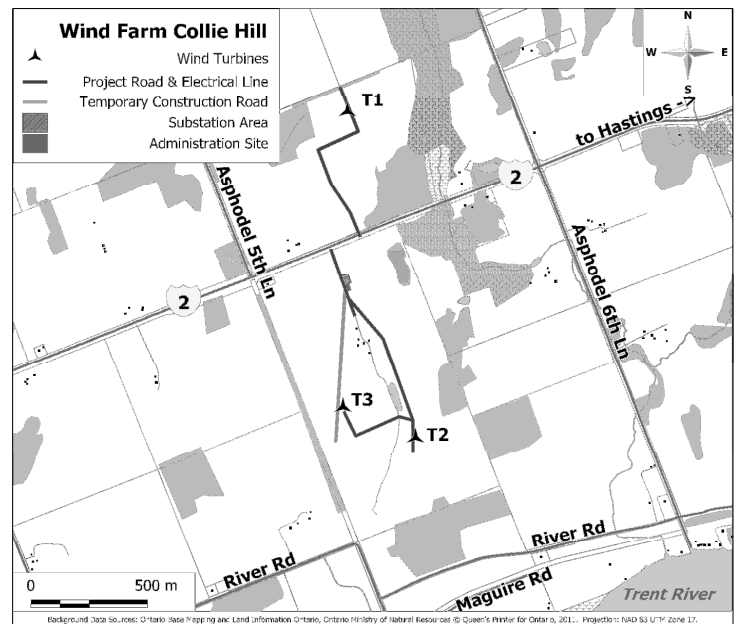 Wind Farm Collie Hill
Wind Turbines
Project Road & Electrical Line
Temporary Construction Road
Substation Area
Administration Site
N
W E
S
T1
to Hastings ->
2
Asphodel 5th Ln
Asphodel 6th Ln
2
T3
T2
River Rd
River Rd
Maguire Rd
Trent River
0 500 m
Background Data Sources: Ontario Base Mapping and Land Information Ontario, Ontario Ministry of Natural Resources © Queen's Printer for Ontario, 2011. Projection: NAD 83 UTM Zone 17.